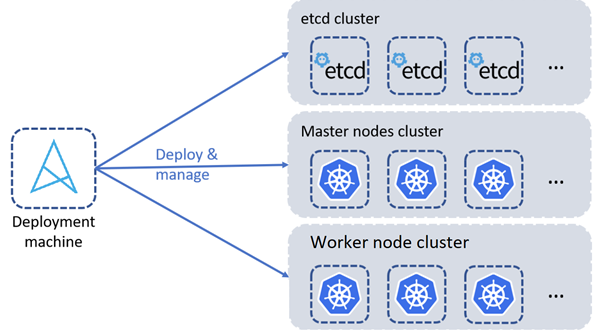 etcd cluster
etcd etcd etcd ...
Master nodes cluster
...
Deploy &
manage
Deployment
machine
Worker node cluster
...